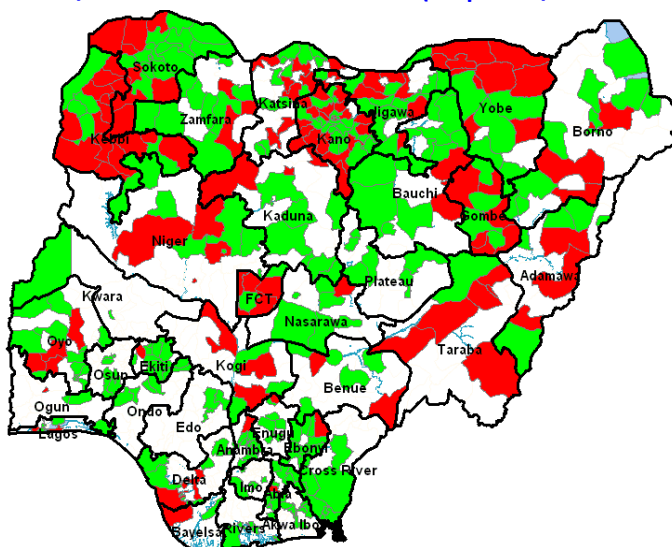 Sokoto
Katsina
Zamfara
Jigawa
Yobe
Kebbi
Kano
Borno
Bauchi
Kaduna
Gombe
Niger
Adamawa
Plateau
Kwara
FCT
Nasarawa
Oyo
Taraba
Osun
Ekiti
Kogi
Benue
Ogun
Ondo
Edo
Lagos
Enugu
Anambra
Ebonyi
Cross River
Delta
Imo
Abia
Bayelsa
Rivers
Akwa Ibo